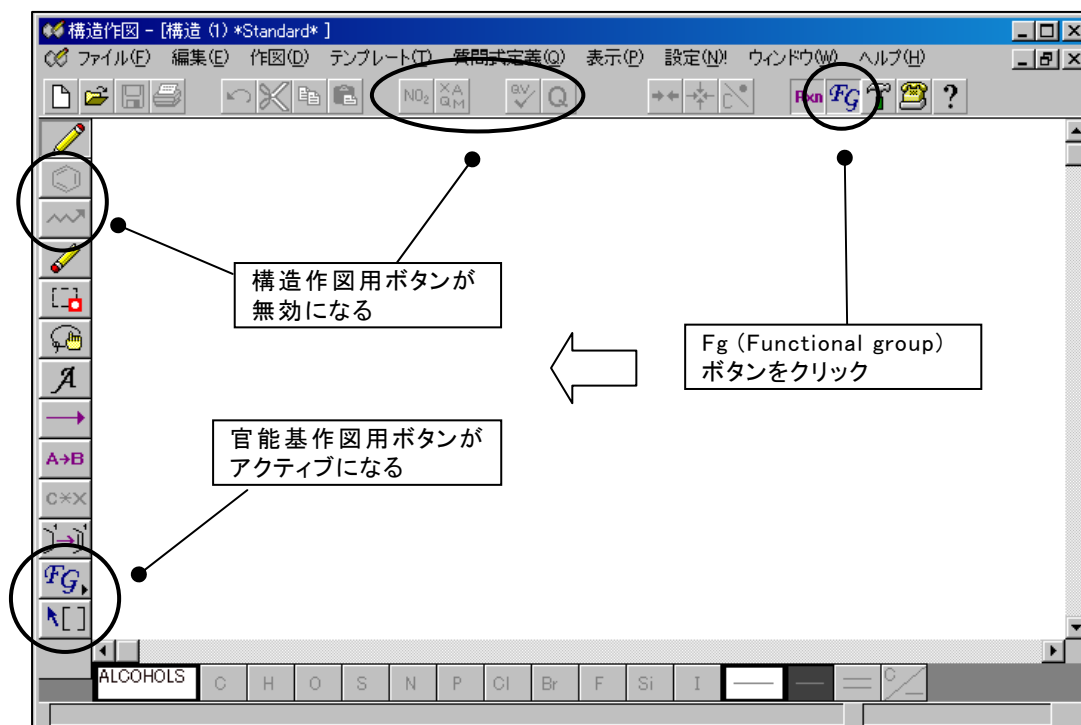 構造作図 - [構造 (1) *Standard* ]
ファイル(F) 編集(E) 作図(D) テンプレート(T) 質問式定義(Q) 表示(P) 設定(N)! ウィンドウ(W) ヘルプ(H)
NO2 XA QM QV Q C Rxn FG ?
構造作図用ボタンが
無効になる
Fg (Functional group)
ボタンをクリック
A
A→B
官能基作図用ボタンが
アクティブになる
C*X
FG
[ ]
ALCOHOLS C H O S N P Cl Br F Si I C